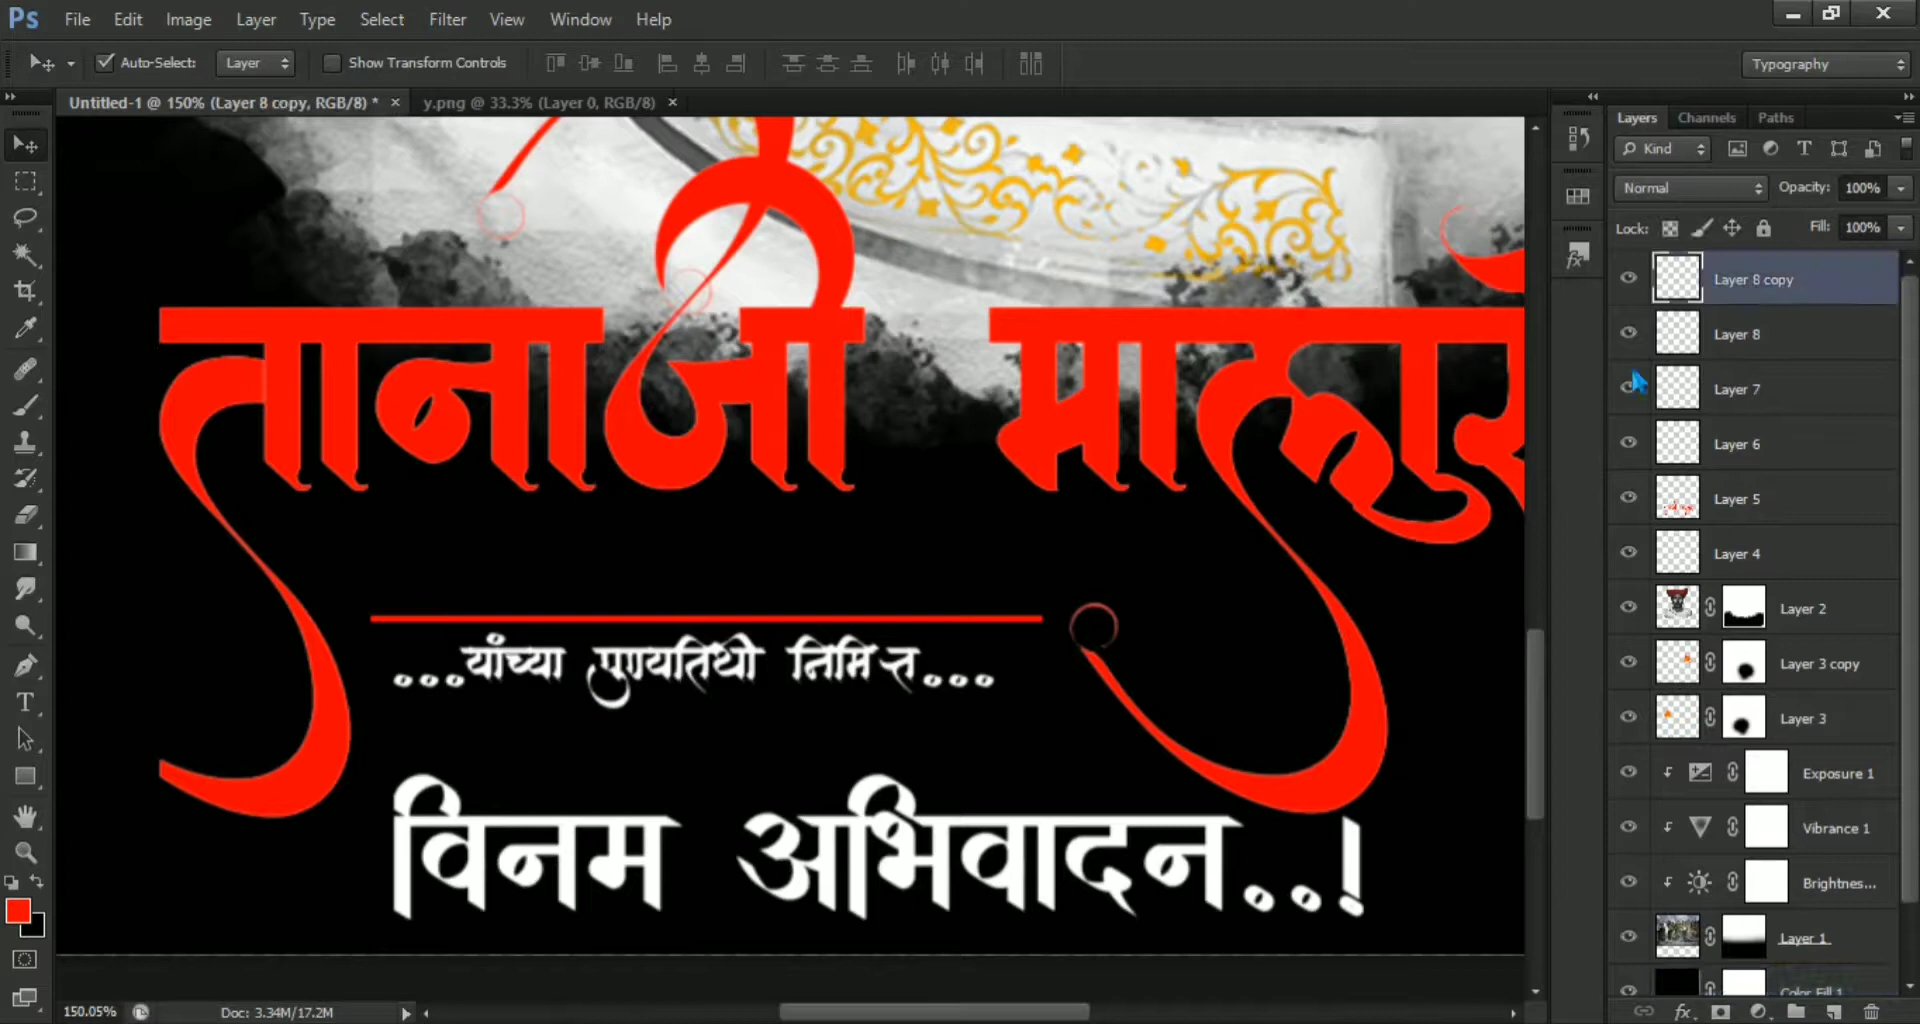 Ps File Edit Image Layer Type Select Filter View Window Help
Auto-Select: Layer Show Transform Controls Typography
Untitled-1 @ 150% (Layer 8 copy, RGB/8) * × y.png @ 33.3% (Layer 0, RGB/8) ×
Layers Channels Paths
Kind
Normal Opacity: 100%
Lock: Fill: 100%
Layer 8 copy
Layer 8
Layer 7
Layer 6
Layer 5
Layer 4
Layer 2
Layer 3 copy
Layer 3
Exposure 1
Vibrance 1
Brightnes...
Layer 1
Color Fill 1
तानाजी
...यांच्या पुण्यतिथी निमित्त...
विनम अभिवादन..!
150.05% Doc: 3.34M/17.2M